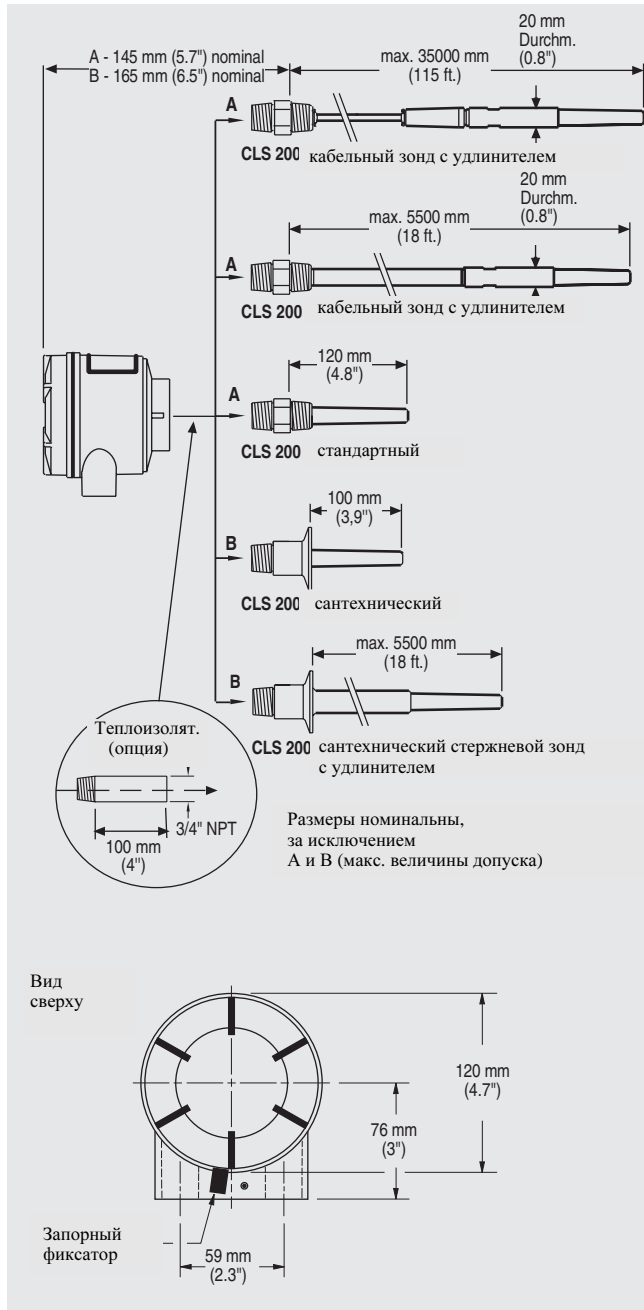 A - 145 mm (5.7") nominal
B - 165 mm (6.5") nominal
max. 35000 mm
(115 ft.)
20 mm
Durchm.
(0.8")
A
CLS 200 кабельный зонд с удлинителем
20 mm
Durchm.
(0.8")
max. 5500 mm
(18 ft.)
A
CLS 200 кабельный зонд с удлинителем
120 mm
(4.8")
A
CLS 200 стандартный
100 mm
(3,9")
B
CLS 200 сантехнический
max. 5500 mm
(18 ft.)
B
CLS 200 сантехнический стержневой зонд
с удлинителем
Теплоизолят.
(опция)
3/4" NPT
100 mm
(4")
Размеры номинальны,
за исключением
А и В (макс. величины допуска)
Вид
сверху
120 mm
(4.7")
76 mm
(3")
Запорный
фиксатор
59 mm
(2.3")